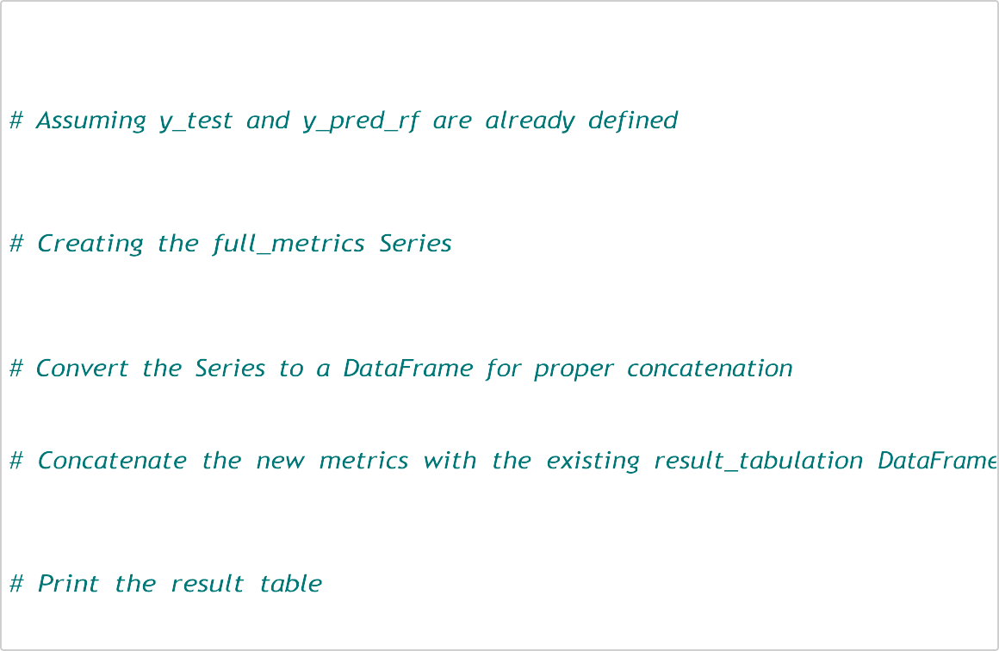 # Assuming y_test and y_pred_rf are already defined
# Creating the full_metrics Series
# Convert the Series to a DataFrame for proper concatenation
# Concatenate the new metrics with the existing result_tabulation DataFrame
# Print the result table